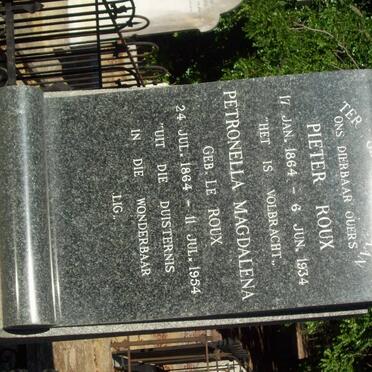 TER
ONS DIERBAAR OUERS
PIETER ROUX
17 JAN. 1864 - 6 JUN. 1934
"HET IS VOLBRACHT"
PETRONELLA MAGDALENA
GEB. LE ROUX
24 JUL. 1864 - 11 JUL. 1954
"UIT DIE DUISTERNIS
IN DIE WONDERBAAR
LIG"